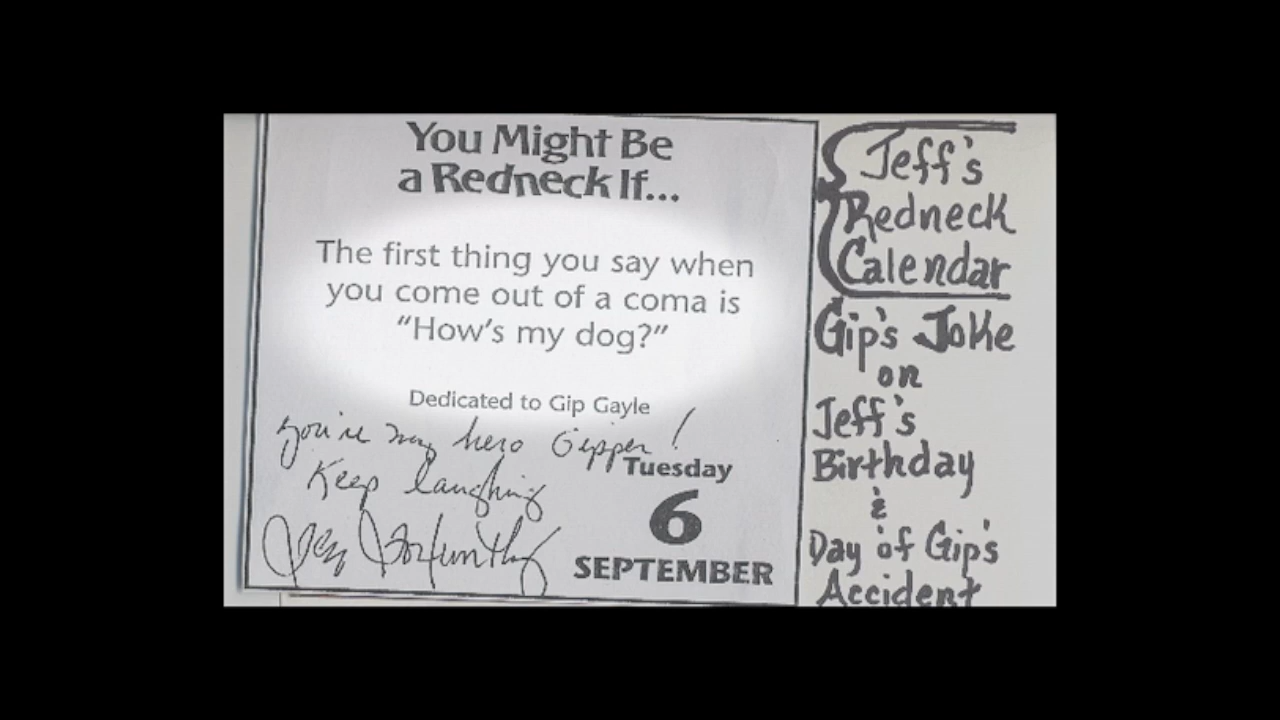 You Might Be
a Redneck If...
The first thing you say when
you come out of a coma is
“How’s my dog?”
Dedicated to Gip Gayle
you're my hero Gipper!
Keep laughing
Jeff Foxworthy
Tuesday
6
SEPTEMBER
Jeff's
Redneck
Calendar
Gip's Joke
on
Jeff's
Birthday
&
Day of Gip's
Accident